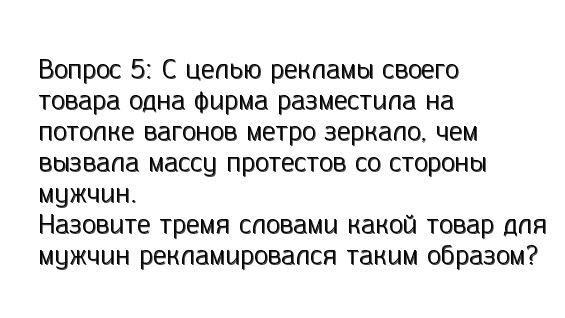 Вопрос 5: С целью рекламы своего
товара одна фирма разместила на
потолке вагонов метро зеркало, чем
вызвала массу протестов со стороны
мужчин.
Назовите тремя словами какой товар для
мужчин рекламировался таким образом?